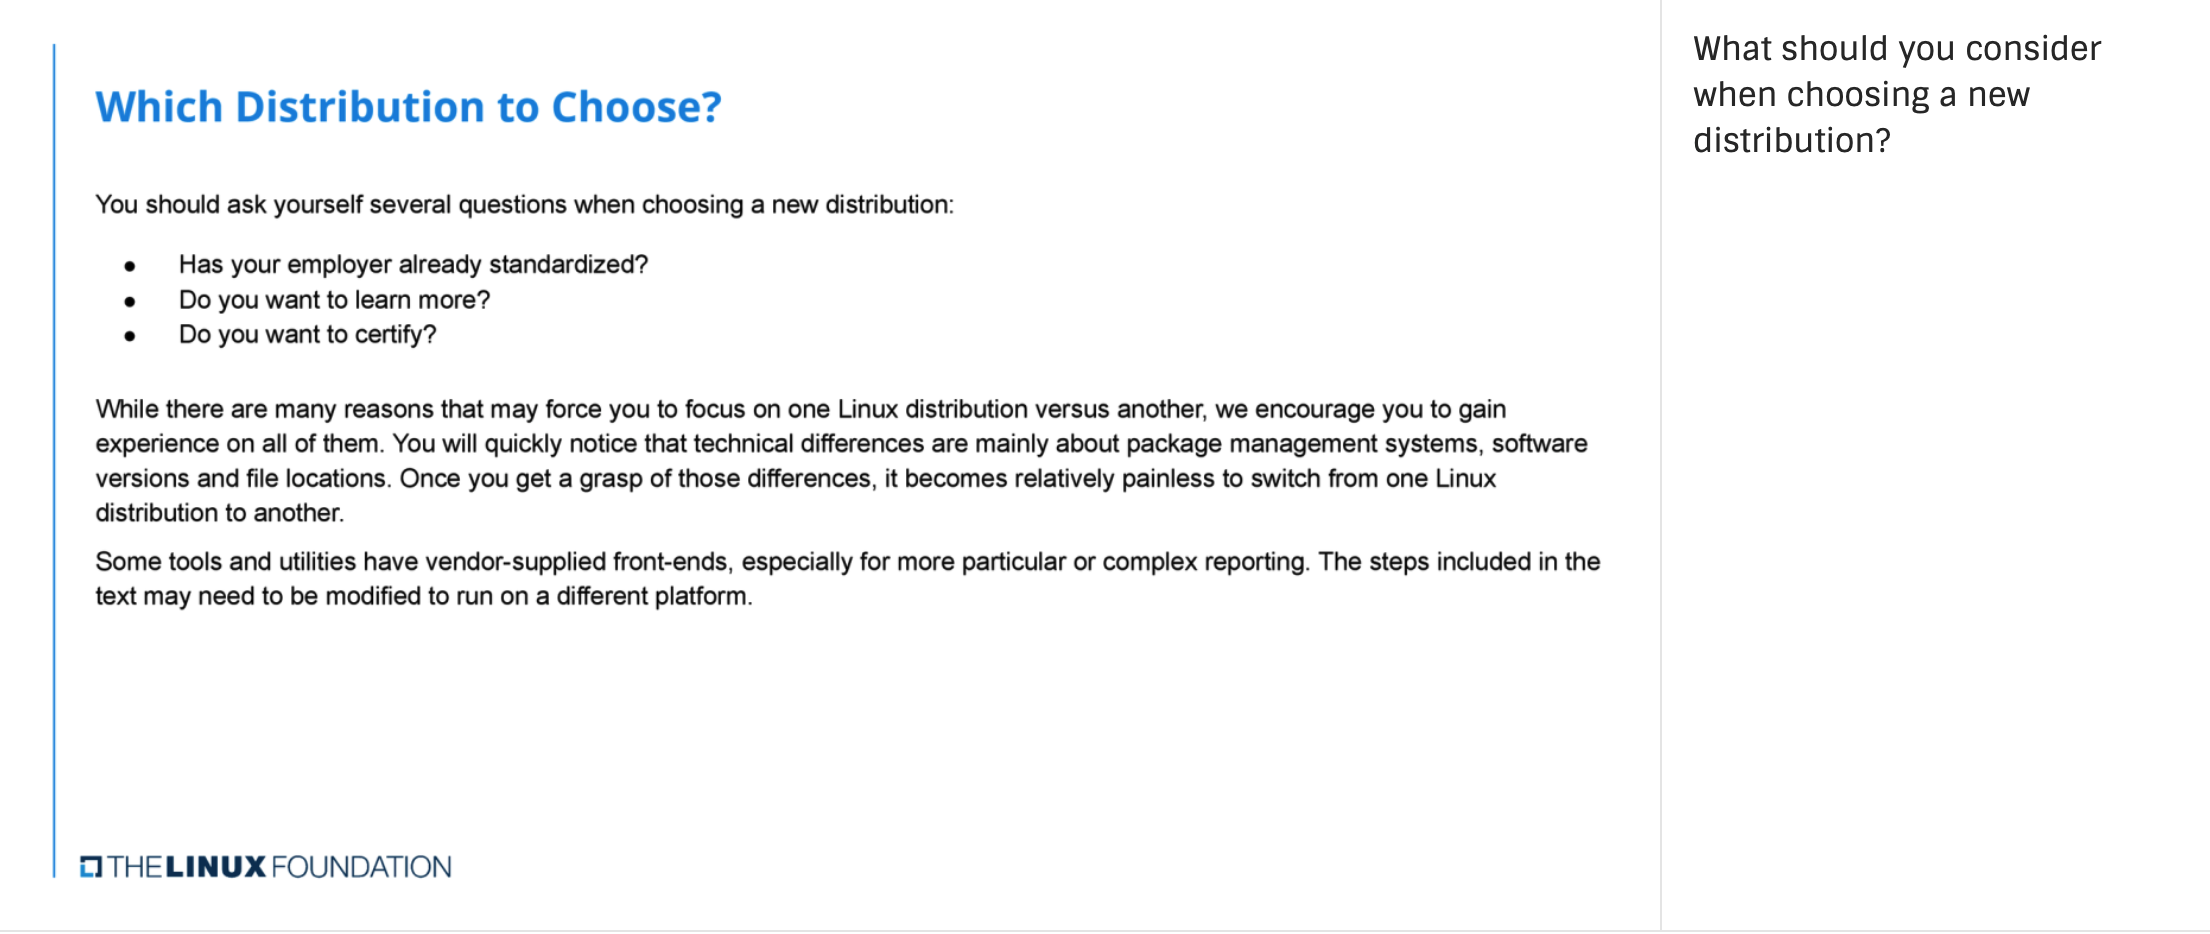 Which Distribution to Choose?
You should ask yourself several questions when choosing a new distribution:
● Has your employer already standardized?
● Do you want to learn more?
● Do you want to certify?
While there are many reasons that may force you to focus on one Linux distribution versus another, we encourage you to gain
experience on all of them. You will quickly notice that technical differences are mainly about package management systems, software
versions and file locations. Once you get a grasp of those differences, it becomes relatively painless to switch from one Linux
distribution to another.
Some tools and utilities have vendor-supplied front-ends, especially for more particular or complex reporting. The steps included in the
text may need to be modified to run on a different platform.
THE LINUX FOUNDATION
What should you consider
when choosing a new
distribution?